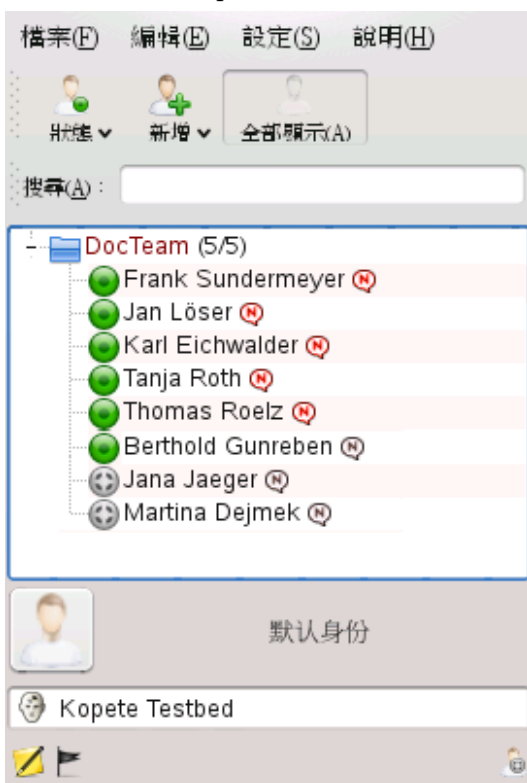 檔案(F) 編輯(E) 設定(S) 說明(H)
狀態 新增 全部顯示(A)
搜尋(A):
DocTeam (5/5)
Frank Sundermeyer
Jan Löser
Karl Eichwalder
Tanja Roth
Thomas Roelz
Berthold Gunreben
Jana Jaeger
Martina Dejmek
默认身份
Kopete Testbed